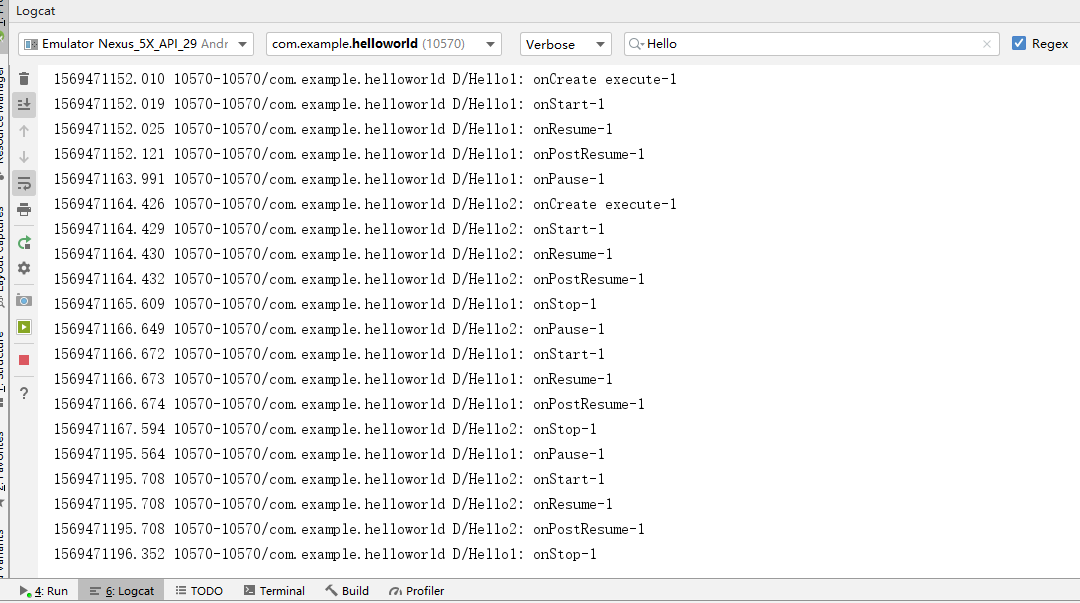 Logcat
Emulator Nexus_5X_API_29 Andr
com.example.helloworld (10570)
Verbose
Hello
Regex
1569471152.010 10570-10570/com.example.helloworld D/Hello1: onCreate execute-1
1569471152.019 10570-10570/com.example.helloworld D/Hello1: onStart-1
1569471152.025 10570-10570/com.example.helloworld D/Hello1: onResume-1
1569471152.121 10570-10570/com.example.helloworld D/Hello1: onPostResume-1
1569471163.991 10570-10570/com.example.helloworld D/Hello1: onPause-1
1569471164.426 10570-10570/com.example.helloworld D/Hello2: onCreate execute-1
1569471164.429 10570-10570/com.example.helloworld D/Hello2: onStart-1
1569471164.430 10570-10570/com.example.helloworld D/Hello2: onResume-1
1569471164.432 10570-10570/com.example.helloworld D/Hello2: onPostResume-1
1569471165.609 10570-10570/com.example.helloworld D/Hello1: onStop-1
1569471166.649 10570-10570/com.example.helloworld D/Hello2: onPause-1
1569471166.672 10570-10570/com.example.helloworld D/Hello1: onStart-1
1569471166.673 10570-10570/com.example.helloworld D/Hello1: onResume-1
1569471166.674 10570-10570/com.example.helloworld D/Hello1: onPostResume-1
1569471167.594 10570-10570/com.example.helloworld D/Hello2: onStop-1
1569471195.564 10570-10570/com.example.helloworld D/Hello1: onPause-1
1569471195.708 10570-10570/com.example.helloworld D/Hello2: onStart-1
1569471195.708 10570-10570/com.example.helloworld D/Hello2: onResume-1
1569471195.708 10570-10570/com.example.helloworld D/Hello2: onPostResume-1
1569471196.352 10570-10570/com.example.helloworld D/Hello1: onStop-1
?
4: Run
6: Logcat
TODO
Terminal
Build
Profiler